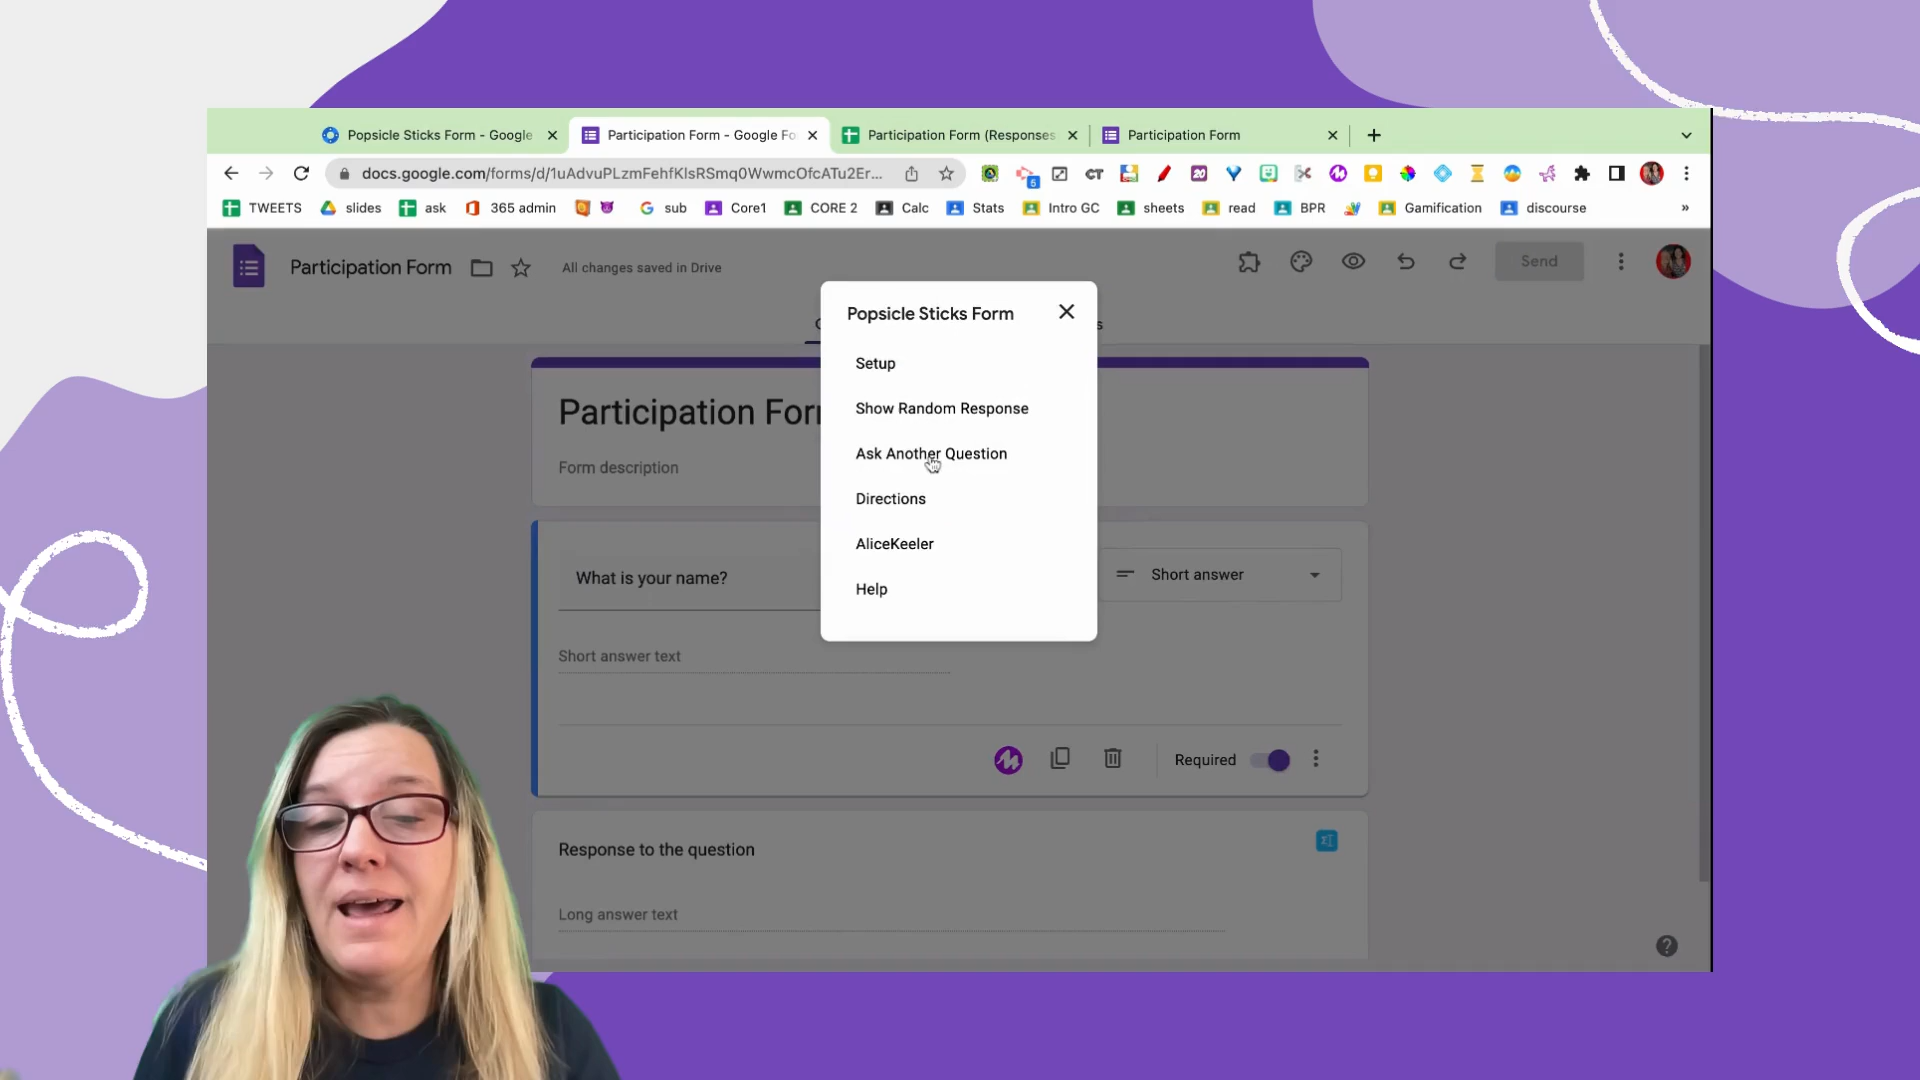 Popsicle Sticks Form - Google
Participation Form - Google Fo
Participation Form (Responses
Participation Form
docs.google.com/forms/d/1uAdvuPLzmFehfKlsRSmq0WwmcOfcATu2Er...
5
CT
20
TWEETS
slides
ask
365 admin
sub
Core1
CORE 2
Calc
Stats
Intro GC
sheets
read
BPR
Gamification
discourse
»
Participation Form
All changes saved in Drive
Send
Popsicle Sticks Form
Setup
Show Random Response
Ask Another Question
Directions
AliceKeeler
Help
Participation For
Form description
What is your name?
Short answer
Short answer text
Required
Response to the question
Long answer text